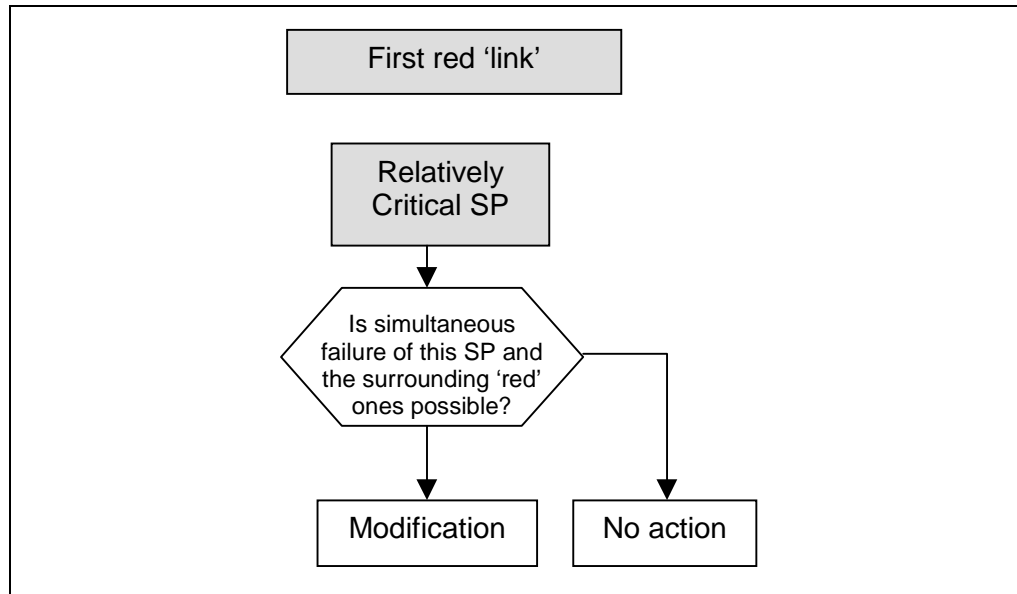 First red ‘link’
Relatively
Critical SP
Is simultaneous
failure of this SP and
the surrounding ‘red’
ones possible?
Modification
No action